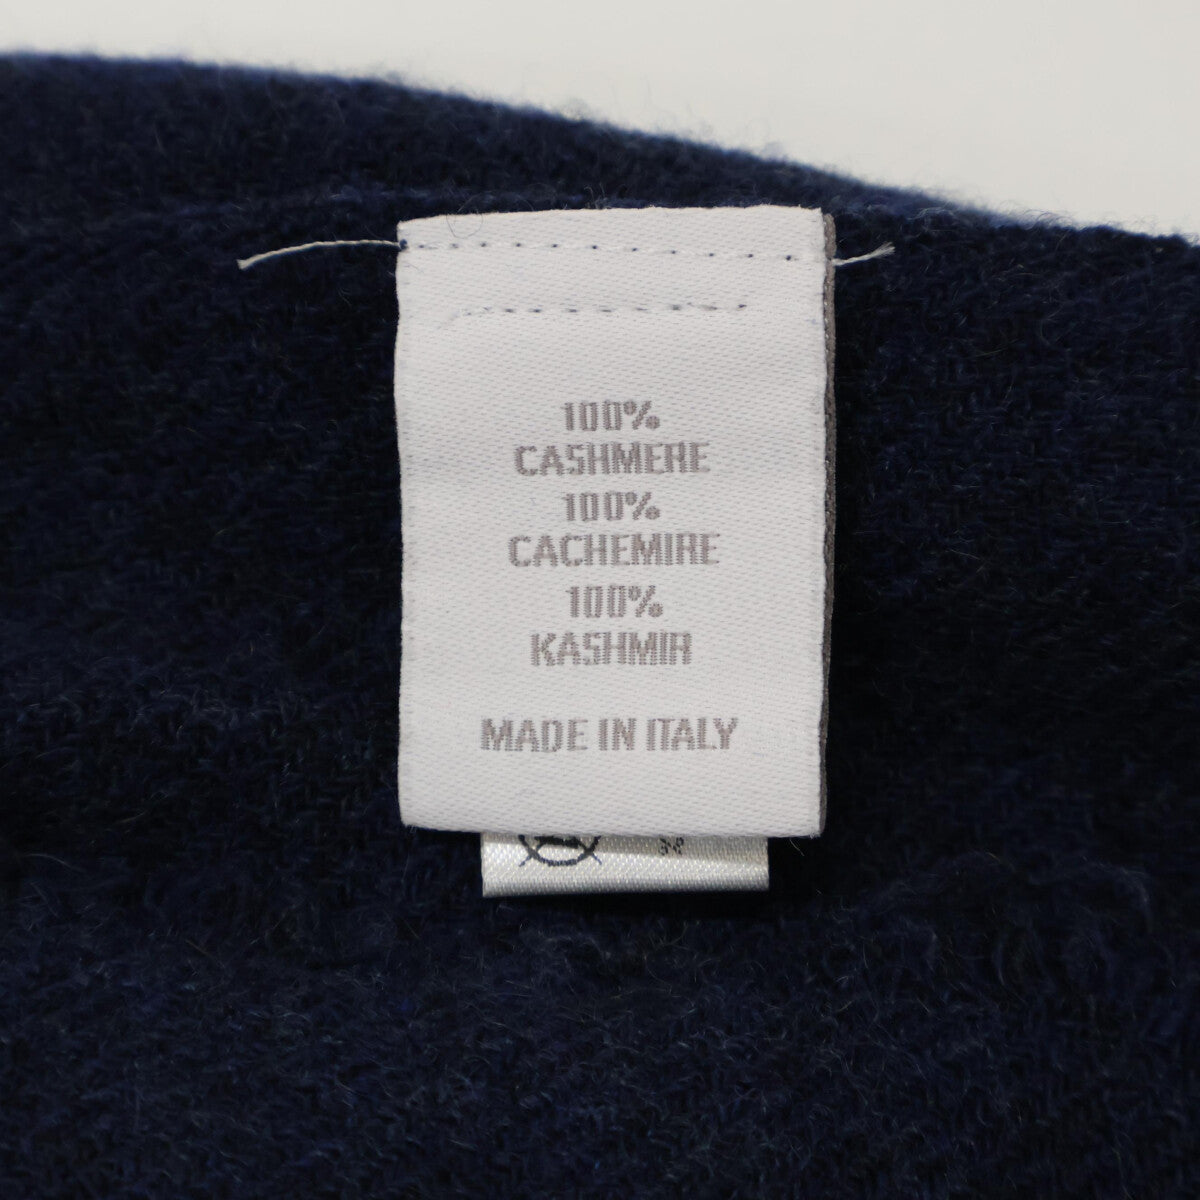 100%
CASHMERE
100%
CACHEMIRE
100%
KASHMIR
MADE IN ITALY